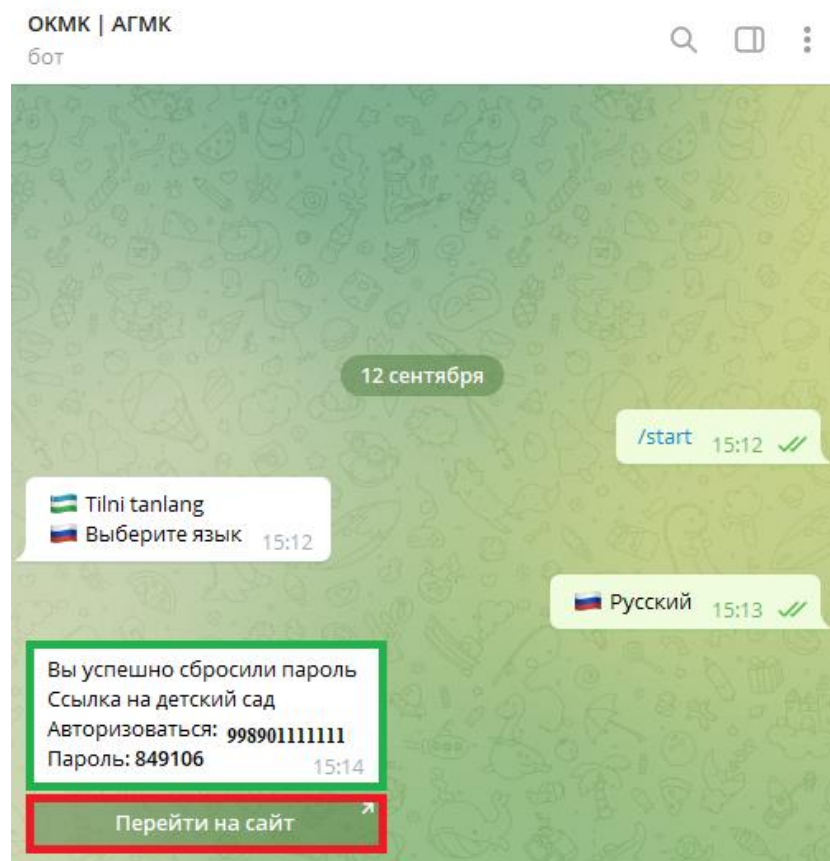 ОКМК | АГМК
бот
12 сентября
/start 15:12
Tilni tanlang
Выберите язык 15:12
Русский 15:13
Вы успешно сбросили пароль
Ссылка на детский сад
Авторизоваться: 998901111111
Пароль: 849106 15:14
Перейти на сайт